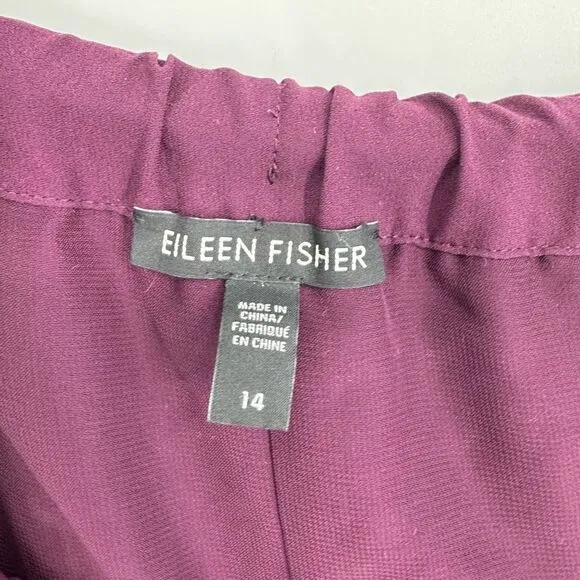 EILEEN FISHER
MADE IN
CHINA/
FABRIQUÉ
EN CHINE
14